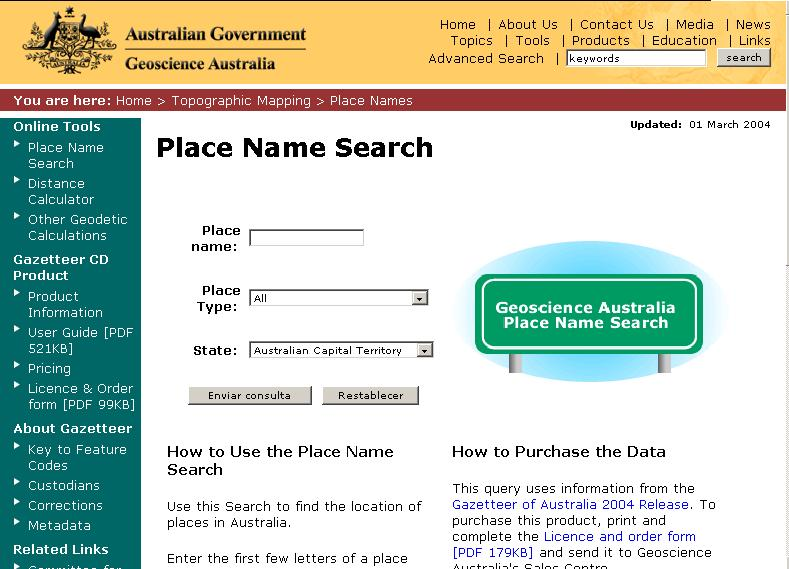 Australian Government
Geoscience Australia
Home | About Us | Contact Us | Media | News
Topics | Tools | Products | Education | Links
Advanced Search | keywords search
You are here: Home > Topographic Mapping > Place Names
Online Tools
Place Name
Search
Distance
Calculator
Other Geodetic
Calculations
Gazetteer CD
Product
Product
Information
User Guide [PDF
521KB]
Pricing
Licence & Order
form [PDF 99KB]
About Gazetteer
Key to Feature
Codes
Custodians
Corrections
Metadata
Related Links
Committee for
Updated: 01 March 2004
Place Name Search
Place
name:
Place
Type: All
State: Australian Capital Territory
Enviar consulta Restablecer
Geoscience Australia
Place Name Search
How to Use the Place Name
Search
Use this Search to find the location of
places in Australia.
Enter the first few letters of a place
How to Purchase the Data
This query uses information from the
Gazetteer of Australia 2004 Release. To
purchase this product, print and
complete the Licence and order form
[PDF 179KB] and send it to Geoscience
Australia's Sales Centre.